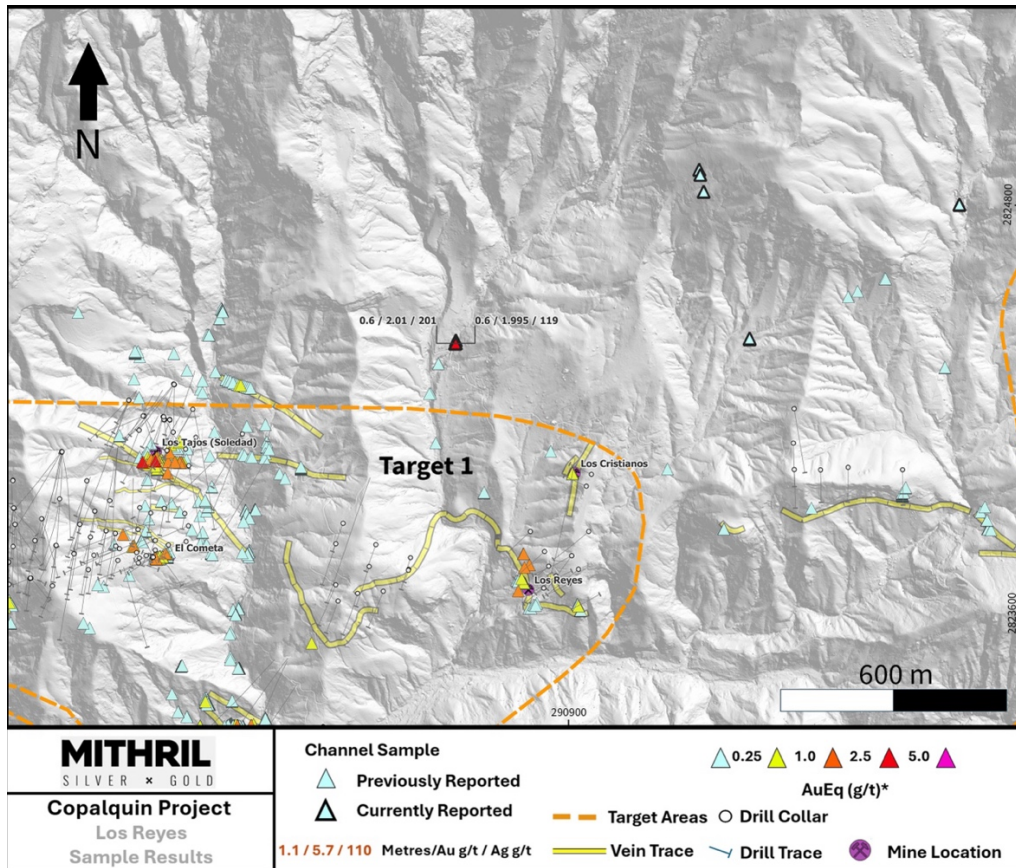 N
2824800
0.6 / 2.01 / 201 0.6 / 1.995 / 119
Los Tajos (Soledad)
Target 1
Los Cristianos
El Cometa
Los Reyes
2823600
600 m
290900
MITHRIL
SILVER × GOLD
Copalquin Project
Los Reyes
Sample Results
Channel Sample
Previously Reported
Currently Reported
1.1 / 5.7 / 110 Metres/Au g/t / Ag g/t
0.25 1.0 2.5 5.0
AuEq (g/t)*
Target Areas Drill Collar
Vein Trace Drill Trace Mine Location